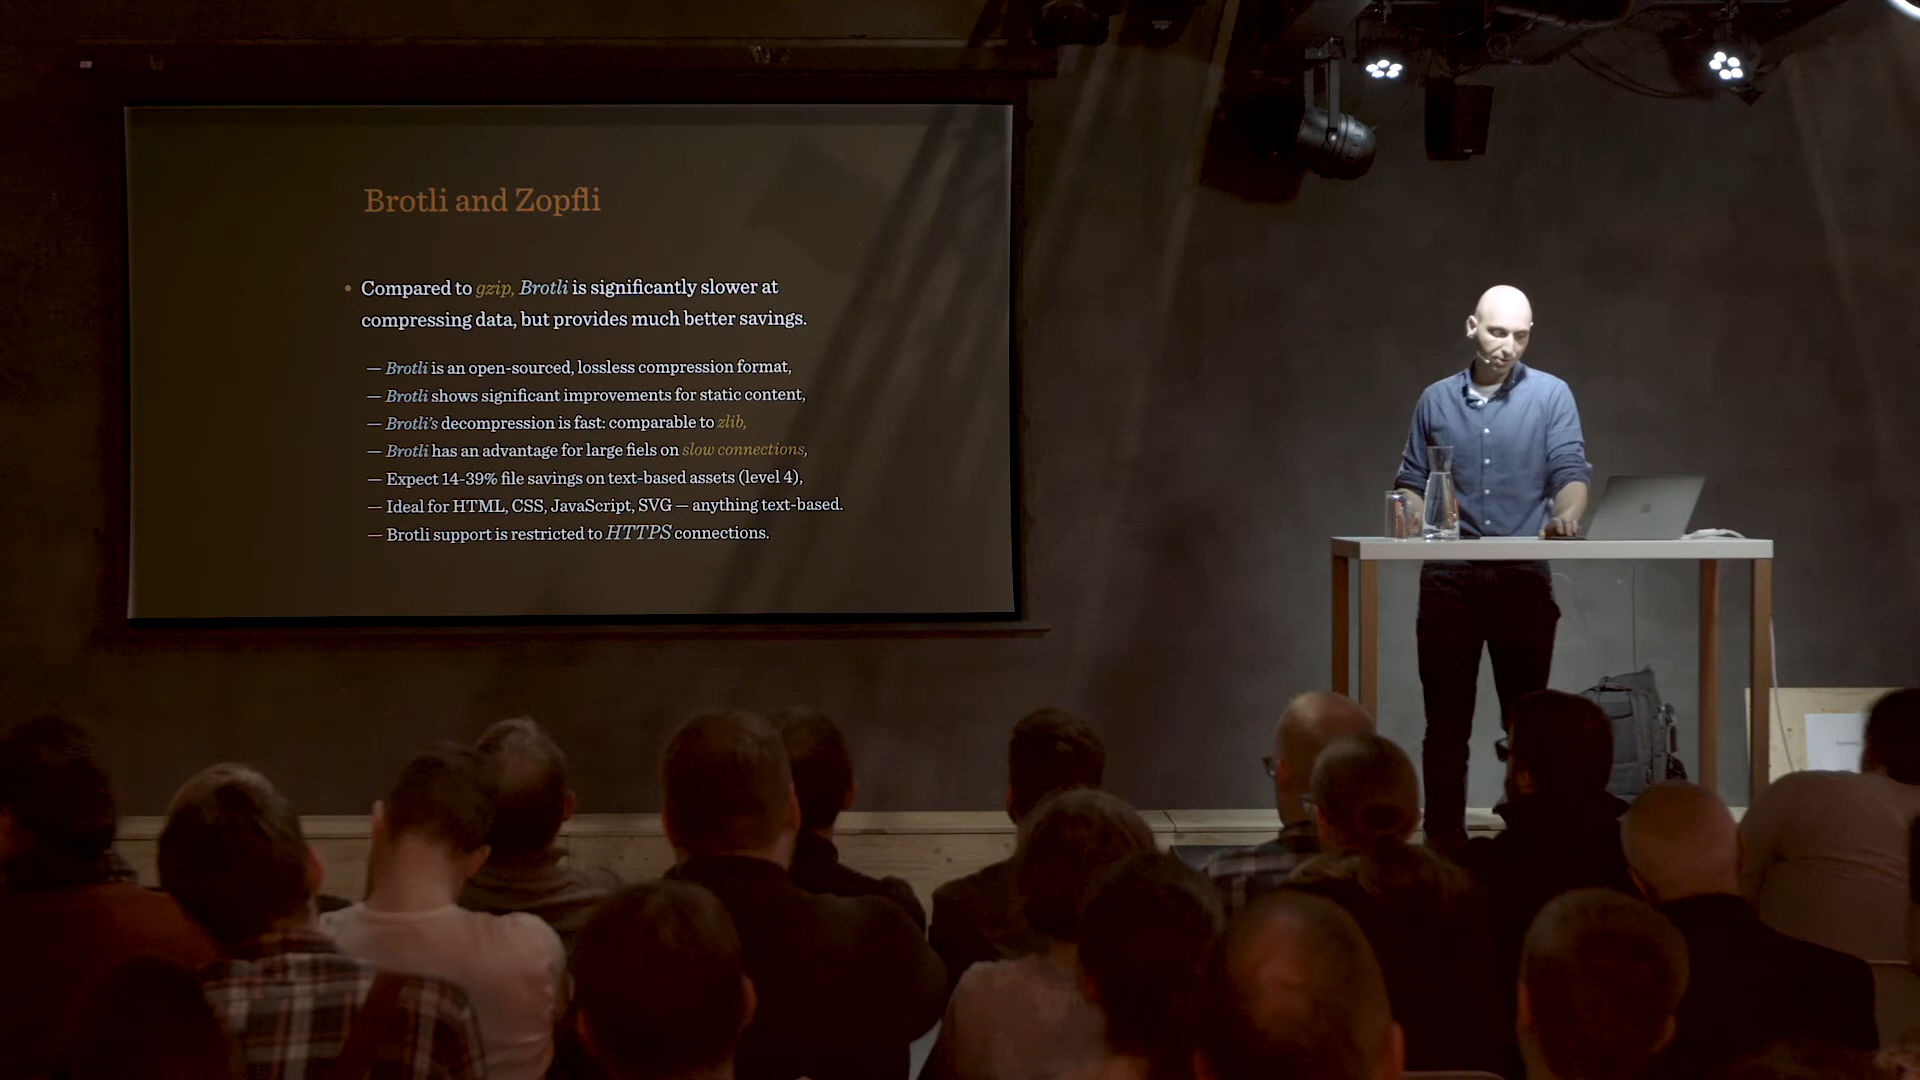 Brotli and Zopfli
• Compared to gzip, Brotli is significantly slower at
compressing data, but provides much better savings.
— Brotli is an open-sourced, lossless compression format,
— Brotli shows significant improvements for static content,
— Brotli's decompression is fast: comparable to zlib,
— Brotli has an advantage for large fiels on slow connections,
— Expect 14-39% file savings on text-based assets (level 4),
— Ideal for HTML, CSS, JavaScript, SVG — anything text-based.
— Brotli support is restricted to HTTPS connections.